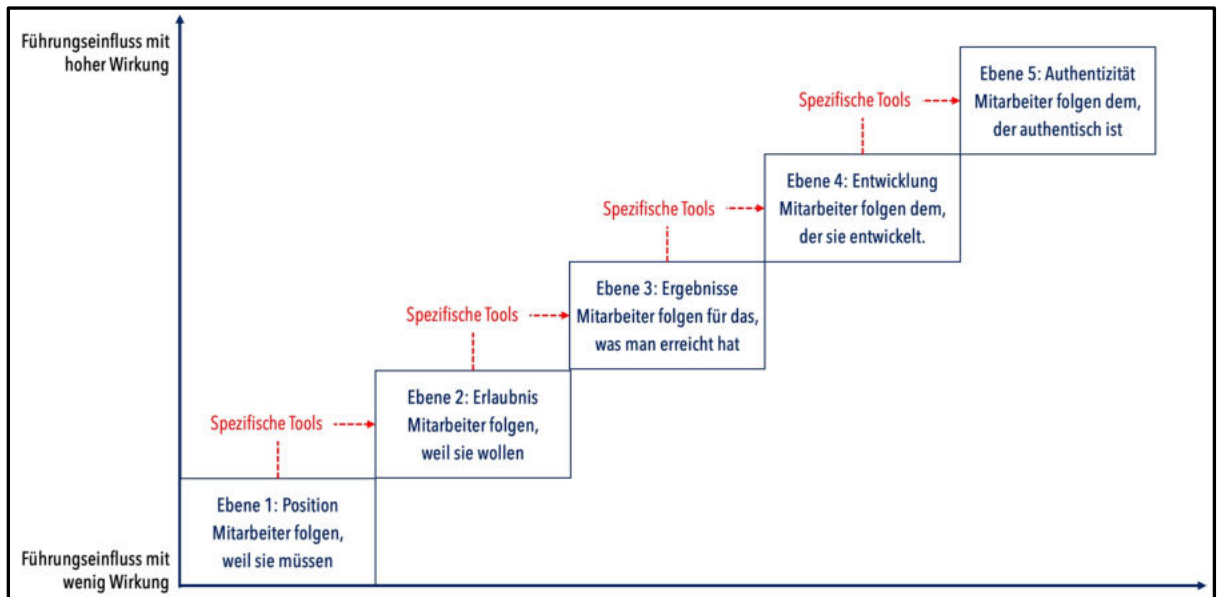 Führungseinfluss mit
hoher Wirkung
Ebene 5: Authentizität
Mitarbeiter folgen dem,
der authentisch ist
Spezifische Tools
Ebene 4: Entwicklung
Mitarbeiter folgen dem,
der sie entwickelt.
Spezifische Tools
Ebene 3: Ergebnisse
Mitarbeiter folgen für das,
was man erreicht hat
Spezifische Tools
Ebene 2: Erlaubnis
Mitarbeiter folgen,
weil sie wollen
Spezifische Tools
Ebene 1: Position
Mitarbeiter folgen,
weil sie müssen
Führungseinfluss mit
wenig Wirkung